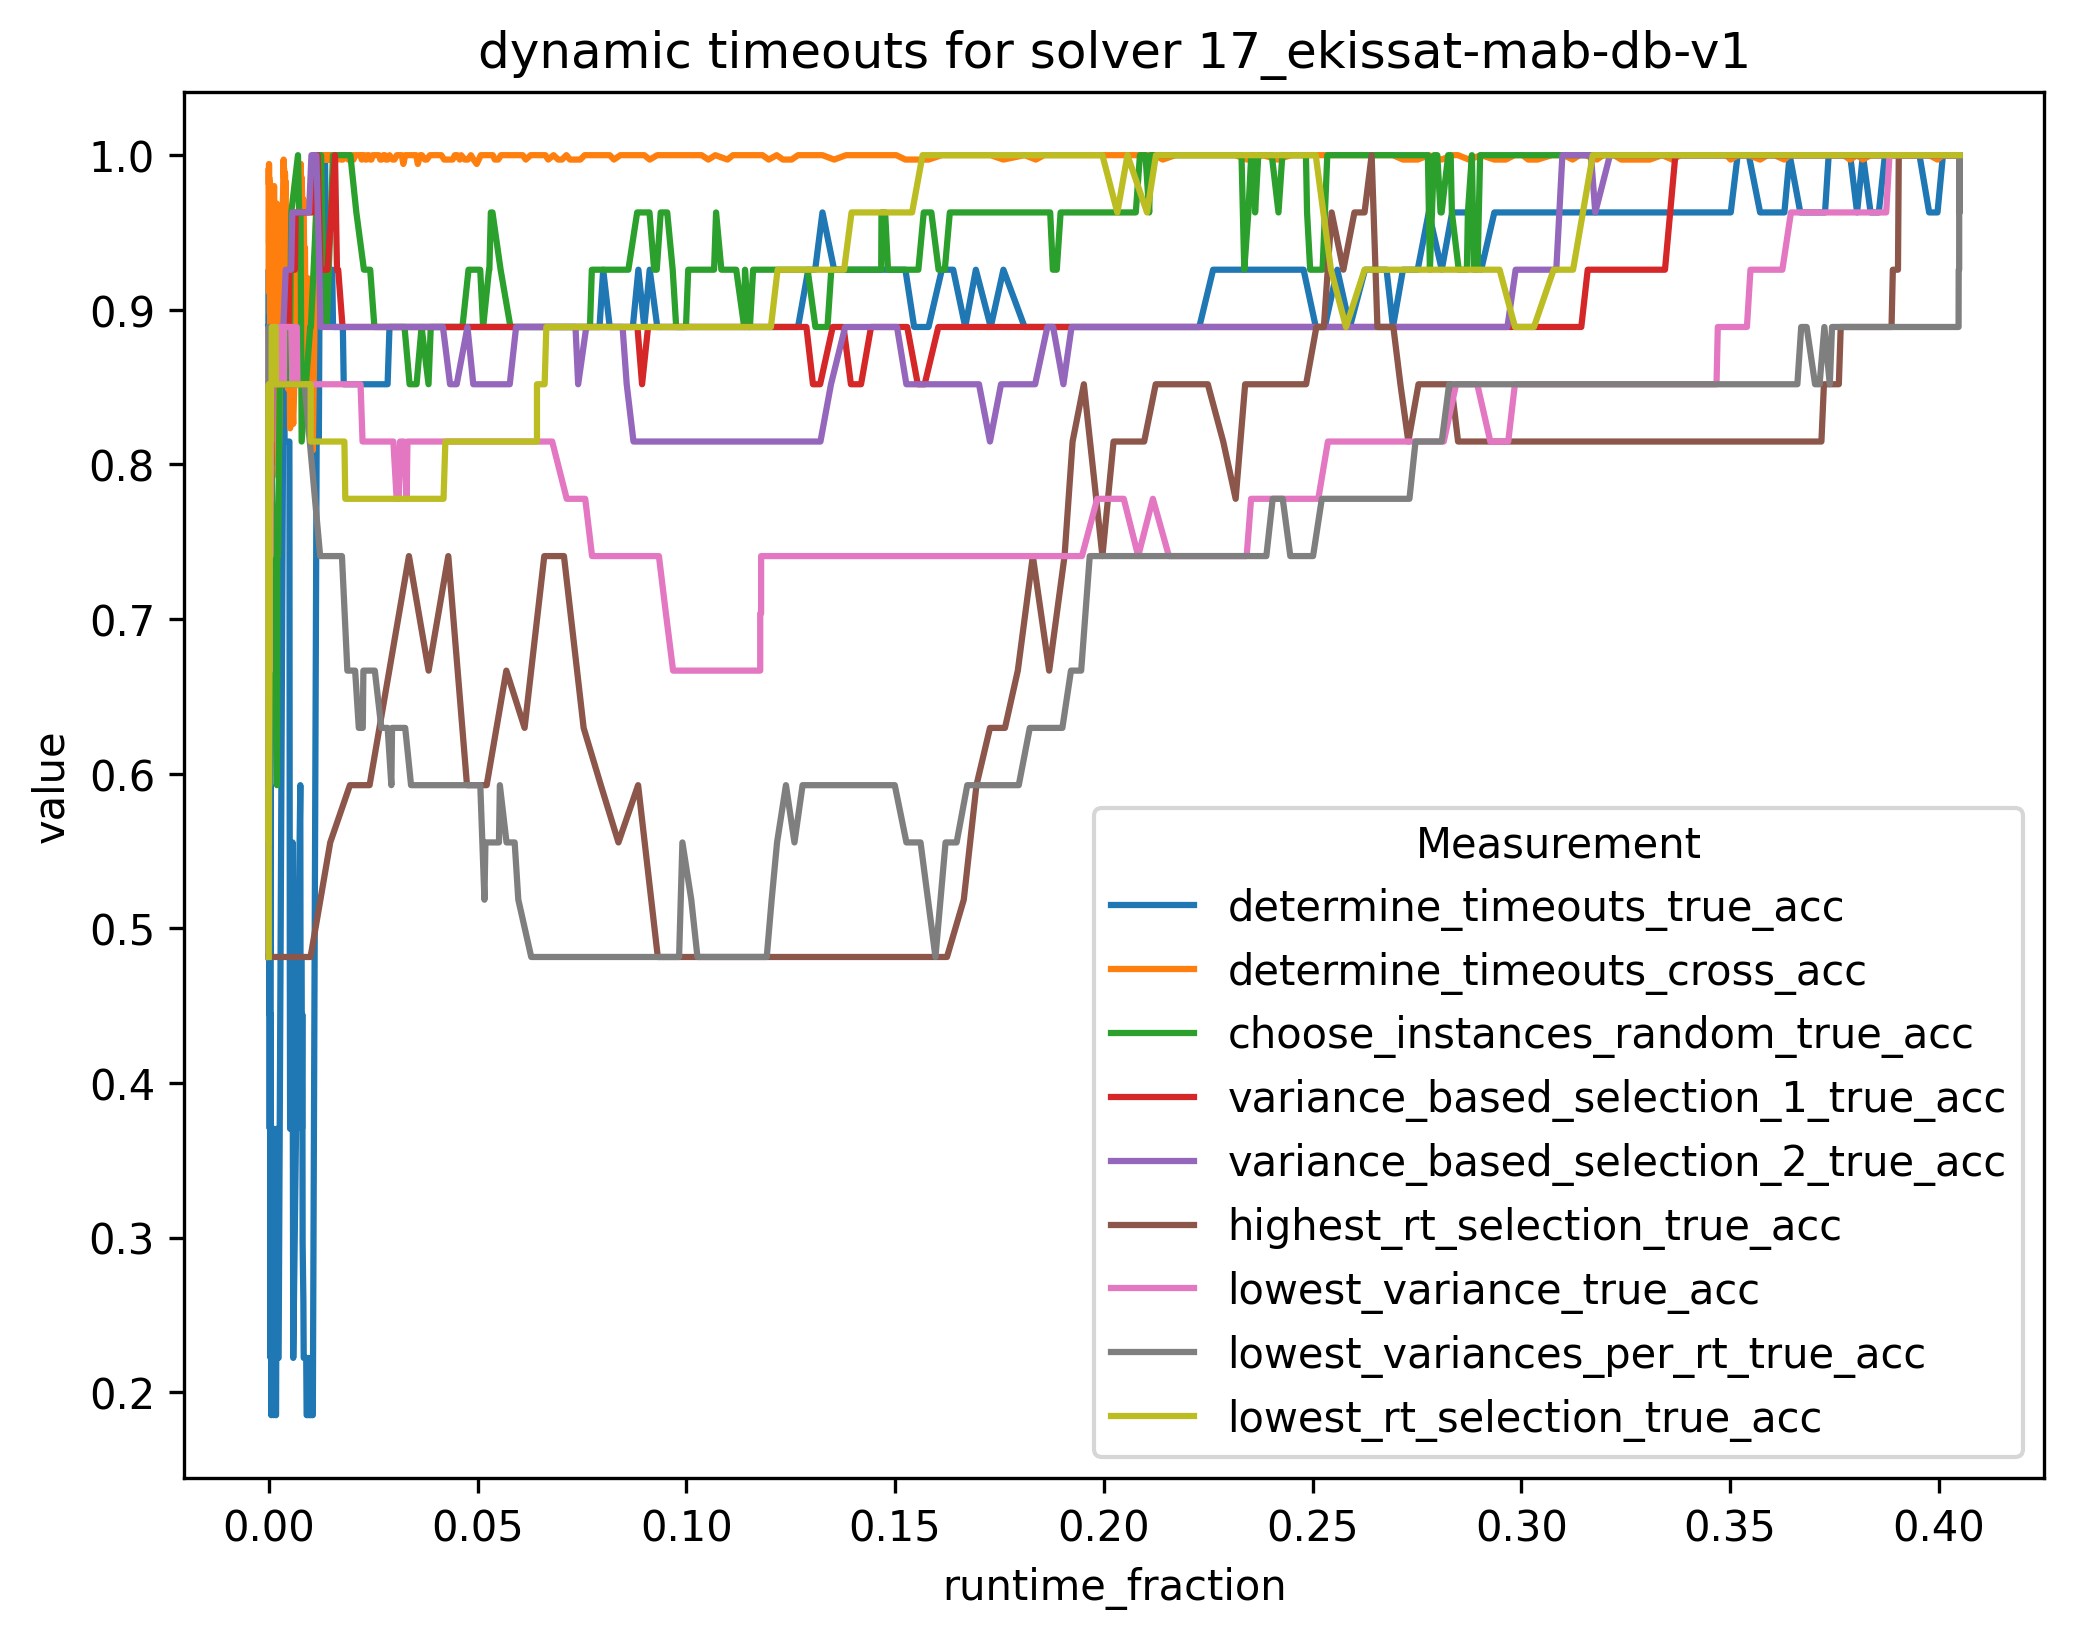 dynamic timeouts for solver 17_ekissat-mab-db-v1
1.0
0.9
0.8
0.7
0.6
0.5
0.4
0.3
0.2
value
Measurement
determine_timeouts_true_acc
determine_timeouts_cross_acc
choose_instances_random_true_acc
variance_based_selection_1_true_acc
variance_based_selection_2_true_acc
highest_rt_selection_true_acc
lowest_variance_true_acc
lowest_variances_per_rt_true_acc
lowest_rt_selection_true_acc
0.00 0.05 0.10 0.15 0.20 0.25 0.30 0.35 0.40
runtime_fraction